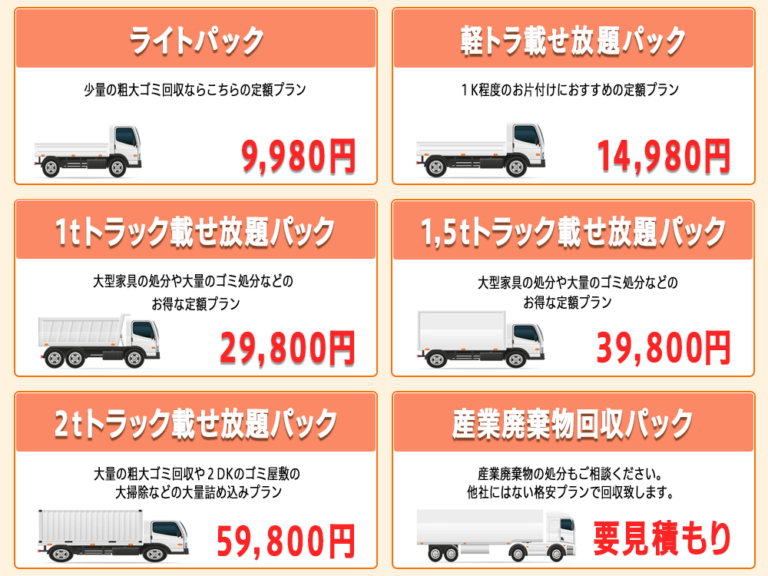 ライトパック
少量の粗大ゴミ回収ならこちらの定額プラン
9,980円
軽トラ載せ放題パック
1K程度のお片付けにおすすめの定額プラン
14,980円
1tトラック載せ放題パック
大型家具の処分や大量のゴミ処分などの
お得な定額プラン
29,800円
1,5tトラック載せ放題パック
大型家具の処分や大量のゴミ処分などの
お得な定額プラン
39,800円
2tトラック載せ放題パック
大量の粗大ゴミ回収や2DKのゴミ屋敷の
大掃除などの大量詰め込みプラン
59,800円
産業廃棄物回収パック
産業廃棄物の処分もご相談ください。
他社にはない格安プランで回収致します。
要見積もり